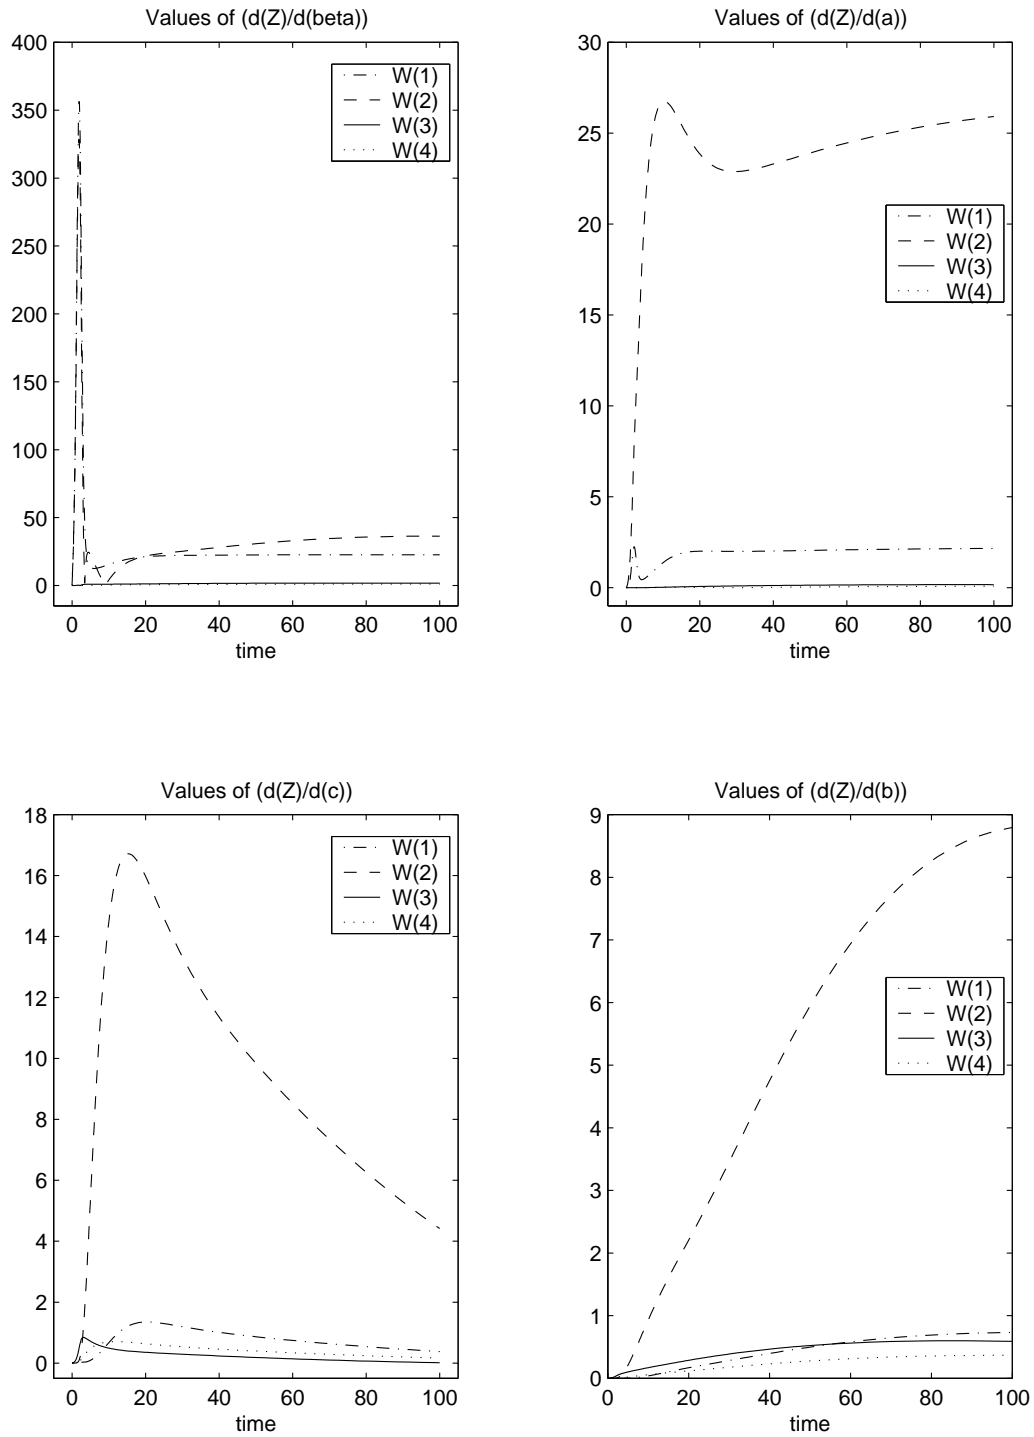 Values of (d(Z)/d(beta))
400
350
300
250
200
150
100
50
0
0
20
40
60
80
100
time
W(1)
W(2)
W(3)
W(4)
Values of (d(Z)/d(a))
30
25
20
15
10
5
0
0
20
40
60
80
100
time
W(1)
W(2)
W(3)
W(4)
Values of (d(Z)/d(c))
18
16
14
12
10
8
6
4
2
0
0
20
40
60
80
100
time
W(1)
W(2)
W(3)
W(4)
Values of (d(Z)/d(b))
9
8
7
6
5
4
3
2
1
0
0
20
40
60
80
100
time
W(1)
W(2)
W(3)
W(4)